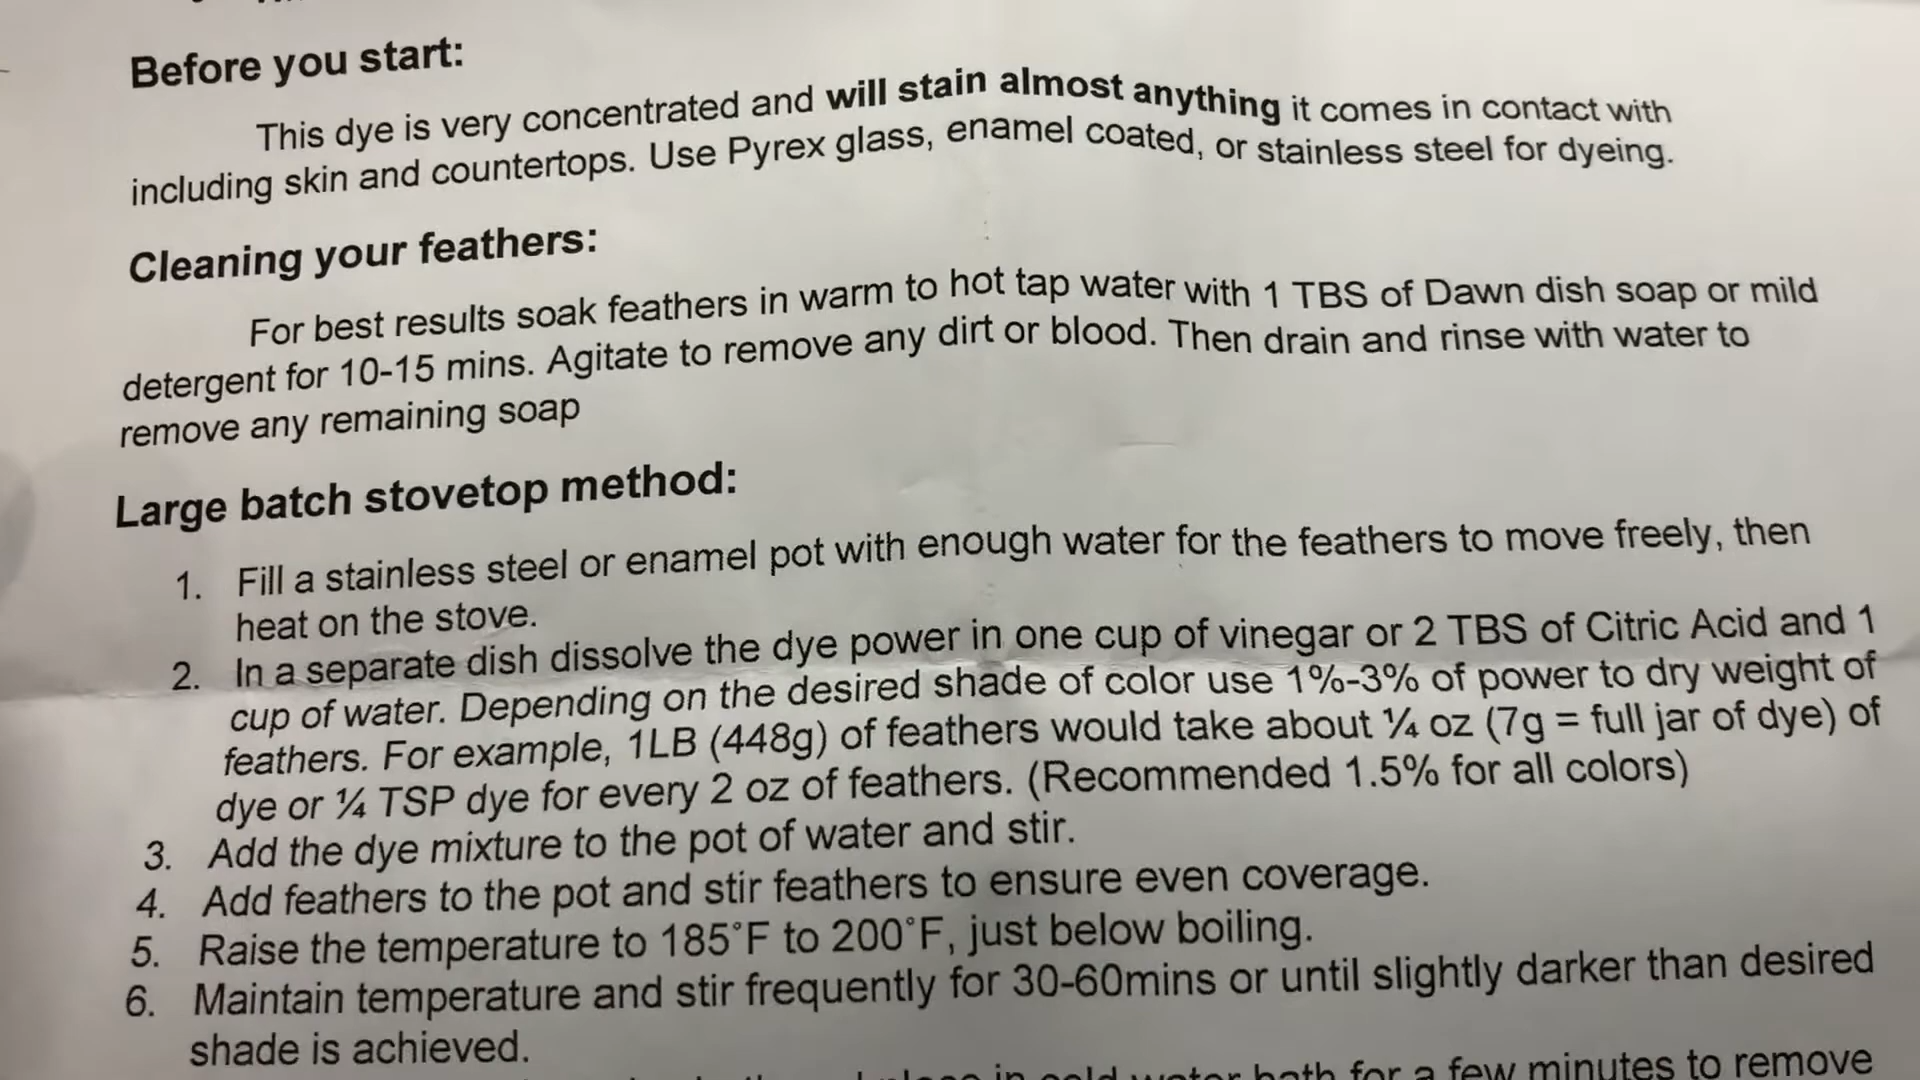 Before you start:
This dye is very concentrated and will stain almost anything it comes in contact with
including skin and countertops. Use Pyrex glass, enamel coated, or stainless steel for dyeing.
Cleaning your feathers:
For best results soak feathers in warm to hot tap water with 1 TBS of Dawn dish soap or mild
detergent for 10-15 mins. Agitate to remove any dirt or blood. Then drain and rinse with water to
remove any remaining soap
Large batch stovetop method:
1. Fill a stainless steel or enamel pot with enough water for the feathers to move freely, then
heat on the stove.
2. In a separate dish dissolve the dye power in one cup of vinegar or 2 TBS of Citric Acid and 1
cup of water. Depending on the desired shade of color use 1%-3% of power to dry weight of
feathers. For example, 1LB (448g) of feathers would take about ¼ oz (7g = full jar of dye) of
dye or ¼ TSP dye for every 2 oz of feathers. (Recommended 1.5% for all colors)
3. Add the dye mixture to the pot of water and stir.
4. Add feathers to the pot and stir feathers to ensure even coverage.
5. Raise the temperature to 185°F to 200°F, just below boiling.
6. Maintain temperature and stir frequently for 30-60mins or until slightly darker than desired
shade is achieved.
in cold water bath for a few minutes to remove